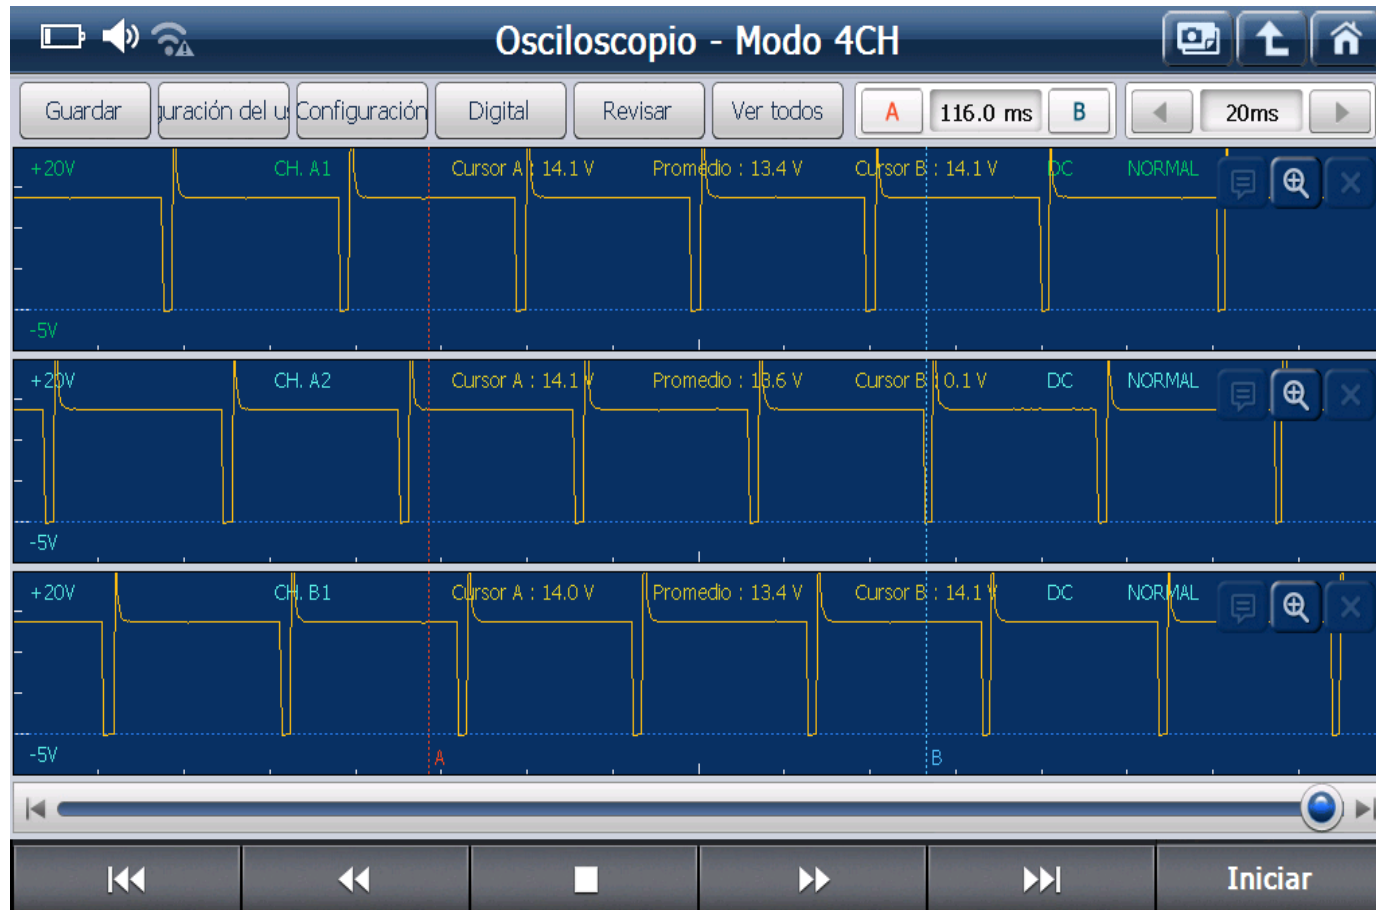 Osciloscopio - Modo 4CH
Guardar juración del us Configuración Digital Revisar Ver todos A 116.0 ms B 20ms
+20V CH. A1 Cursor A : 14.1 V Promedio : 13.4 V Cursor B : 14.1 V DC NORMAL
-5V
+20V CH. A2 Cursor A : 14.1 V Promedio : 13.6 V Cursor B : 0.1 V DC NORMAL
-5V
+20V CH. B1 Cursor A : 14.0 V Promedio : 13.4 V Cursor B : 14.1 V DC NORMAL
-5V A B
Iniciar